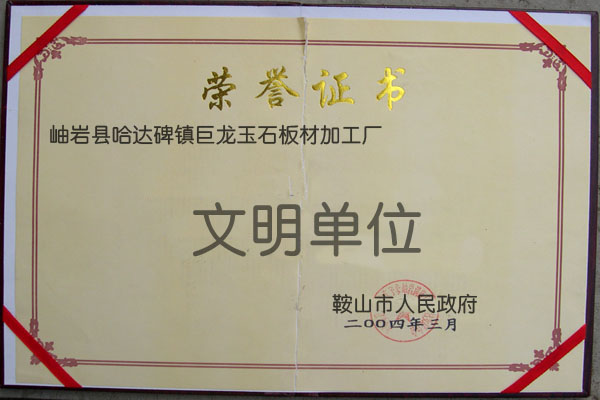 荣誉证书
岫岩县哈达碑镇巨龙玉石板材加工厂
文明单位
鞍山市人民政府
二〇〇四年三月